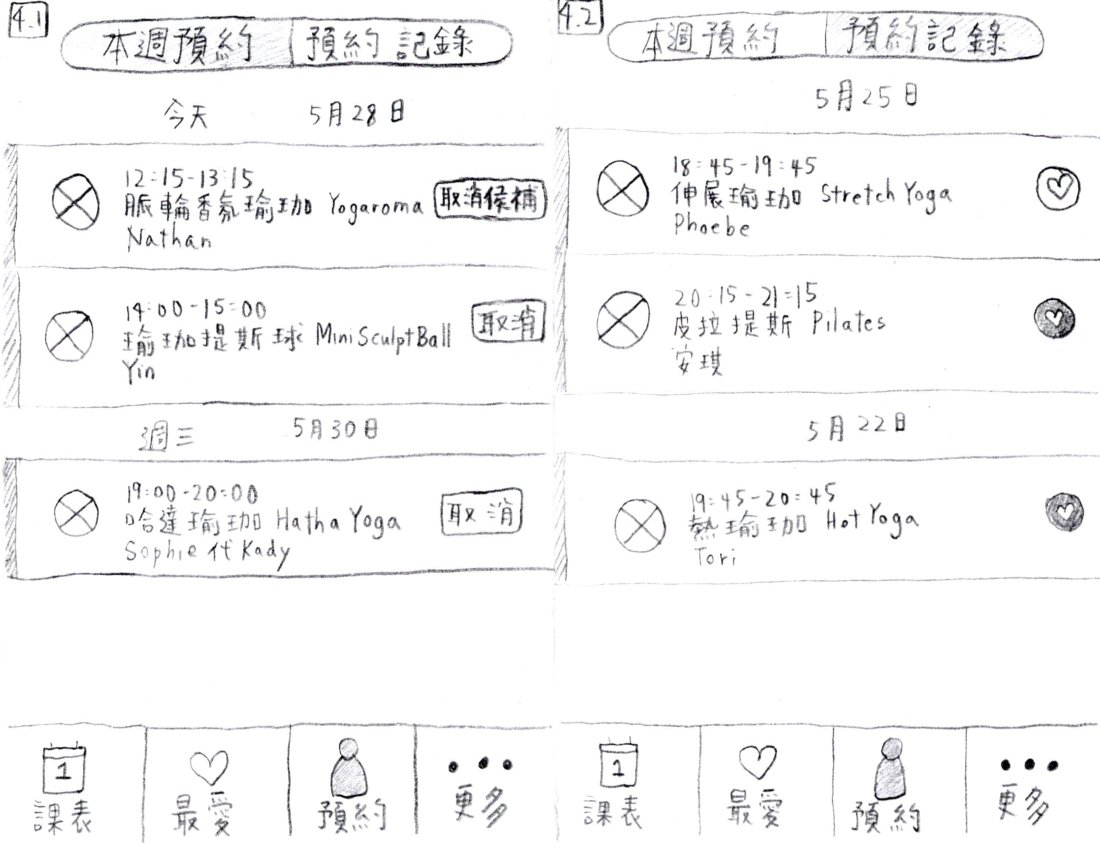 4.1
本週預約 預約記錄
今天 5月28日
12:15-13:15
脈輪香氛瑜珈 Yogaroma
Nathan
取消候補
14:00-15:00
瑜珈提斯球 MiniSculptBall
Yin
取消
週三 5月30日
19:00-20:00
哈達瑜珈 Hatha Yoga
Sophie 代 Kady
取消
1
課表
最愛
預約
更多
4.2
本週預約 預約記錄
5月25日
18:45-19:45
伸展瑜珈 Stretch Yoga
Phoebe
20:15-21:15
皮拉提斯 Pilates
安琪
5月22日
19:45-20:45
熱瑜珈 Hot Yoga
Tori
1
課表
最愛
預約
更多